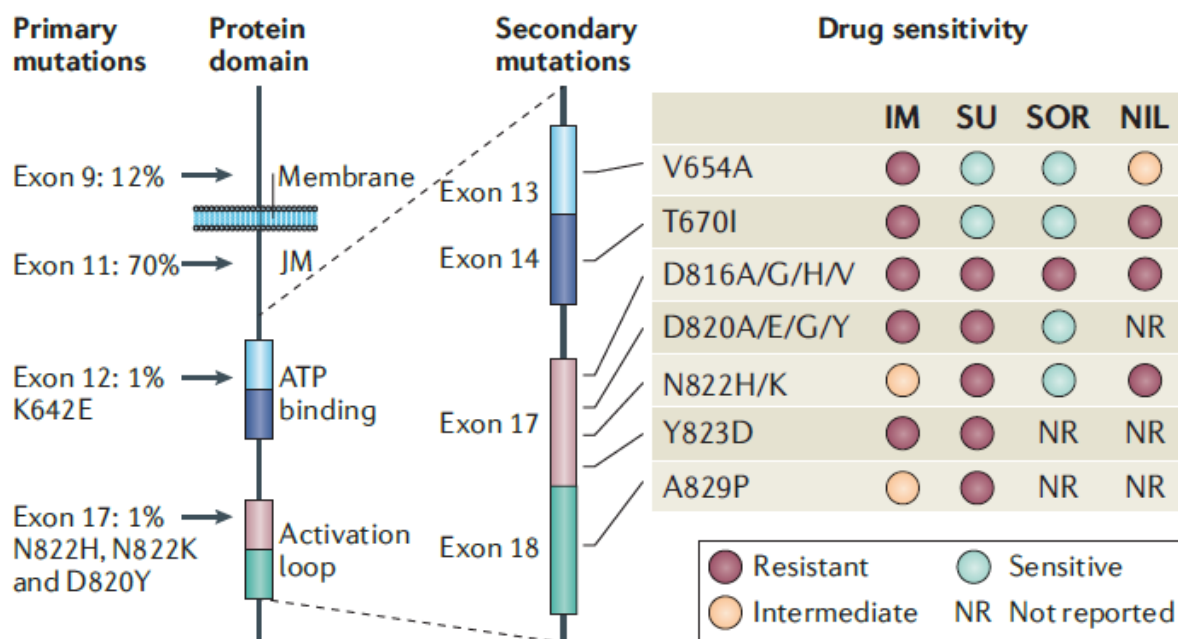 Primary
mutations
Protein
domain
Secondary
mutations
Drug sensitivity
Exon 9: 12%
Membrane
Exon 11: 70%
JM
Exon 12: 1%
K642E
ATP
binding
Exon 17: 1%
N822H, N822K
and D820Y
Activation
loop
Exon 13
Exon 14
Exon 17
Exon 18
IM SU SOR NIL
V654A
T670I
D816A/G/H/V
D820A/E/G/Y NR
N822H/K
Y823D NR NR
A829P NR NR
Resistant Sensitive
Intermediate NR Not reported